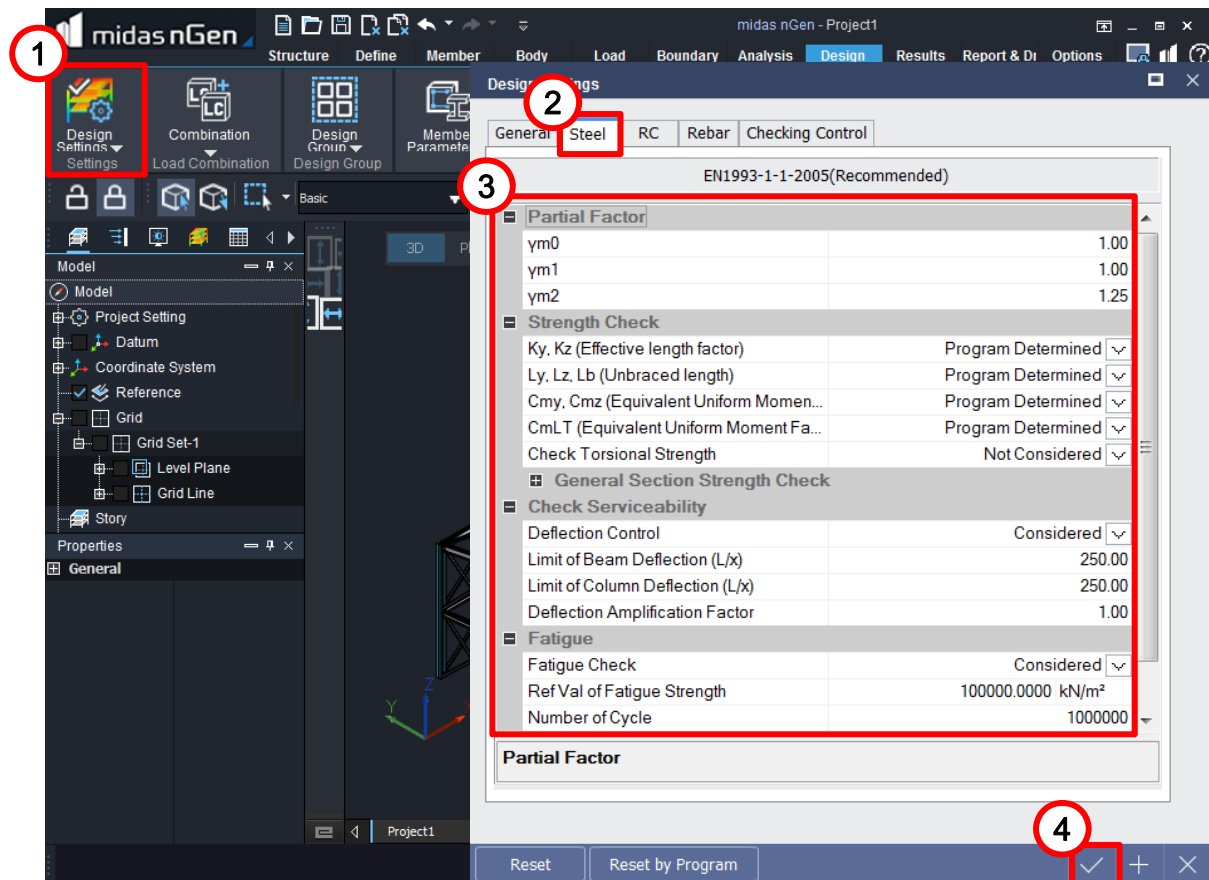 midas nGen
midas nGen - Project1
1
Structure Define Member Body Load Boundary Analysis Design Results Report & Di Options
Design
Settings
Settings
Combination
Load Combination
Design
Group
Design Group
Membe
Paramete
Basic
3D
Model
Model
Project Setting
Datum
Coordinate System
Reference
Grid
Grid Set-1
Level Plane
Grid Line
Story
Properties
General
Z
Y
Project1
2
General Steel RC Rebar Checking Control
EN1993-1-1-2005(Recommended)
3
Partial Factor
γm0 1.00
γm1 1.00
γm2 1.25
Strength Check
Ky, Kz (Effective length factor) Program Determined
Ly, Lz, Lb (Unbraced length) Program Determined
Cmy, Cmz (Equivalent Uniform Momen... Program Determined
CmLT (Equivalent Uniform Moment Fa... Program Determined
Check Torsional Strength Not Considered
General Section Strength Check
Check Serviceability
Deflection Control Considered
Limit of Beam Deflection (L/x) 250.00
Limit of Column Deflection (L/x) 250.00
Deflection Amplification Factor 1.00
Fatigue
Fatigue Check Considered
Ref Val of Fatigue Strength 100000.0000 kN/m²
Number of Cycle 1000000
Partial Factor
4
Reset Reset by Program